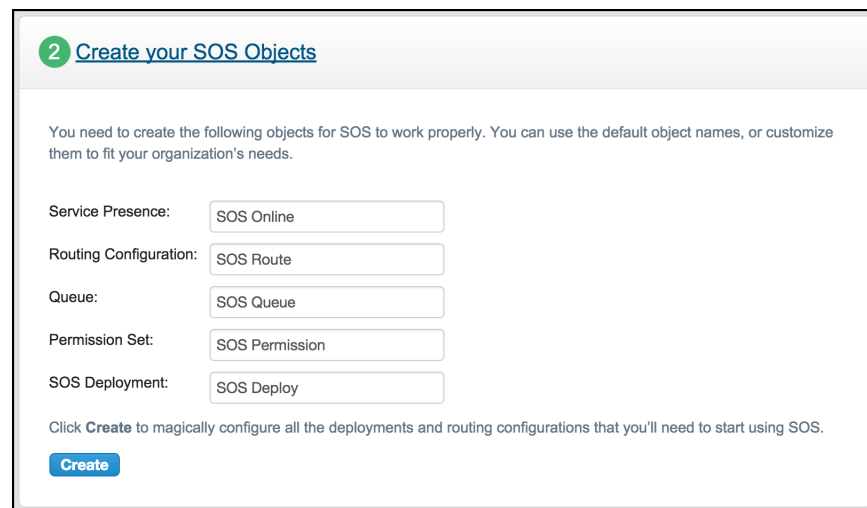 2 Create your SOS Objects
You need to create the following objects for SOS to work properly. You can use the default object names, or customize
them to fit your organization's needs.
Service Presence: SOS Online
Routing Configuration: SOS Route
Queue: SOS Queue
Permission Set: SOS Permission
SOS Deployment: SOS Deploy
Click Create to magically configure all the deployments and routing configurations that you'll need to start using SOS.
Create